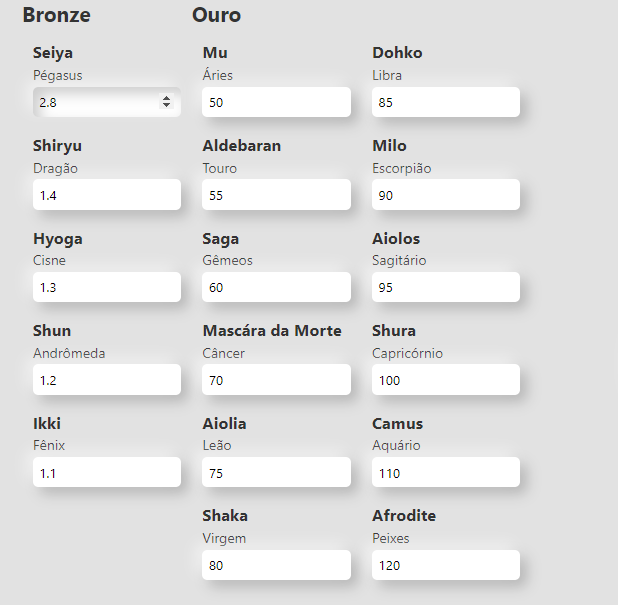 Bronze
Seiya
Pégasus
2.8
Shiryu
Dragão
1.4
Hyoga
Cisne
1.3
Shun
Andrômeda
1.2
Ikki
Fênix
1.1
Ouro
Mu
Áries
50
Aldebaran
Touro
55
Saga
Gêmeos
60
Mascára da Morte
Câncer
70
Aiolia
Leão
75
Shaka
Virgem
80
Dohko
Libra
85
Milo
Escorpião
90
Aiolos
Sagitário
95
Shura
Capricórnio
100
Camus
Aquário
110
Afrodite
Peixes
120